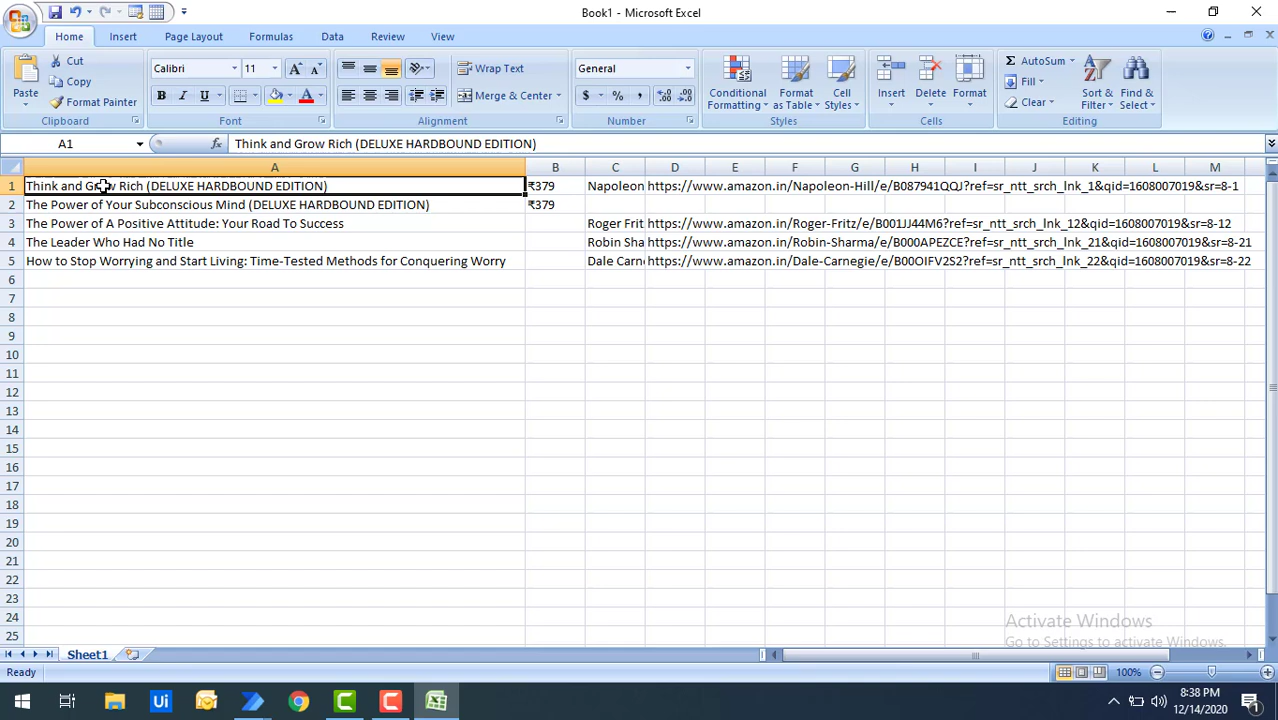 Book1 - Microsoft Excel
Home Insert Page Layout Formulas Data Review View
Paste Cut Copy Format Painter Clipboard
Calibri 11 A A B I U A Font
Wrap Text Merge & Center Alignment
General $ % , .0 .00 .00 .0 Number
Conditional Formatting Format as Table Cell Styles Styles
Insert Delete Format Cells
Σ AutoSum Fill Clear Sort & Filter Find & Select Editing
A1 fx Think and Grow Rich (DELUXE HARDBOUND EDITION)
A B C D E F G H I J K L M
1 Think and Grow Rich (DELUXE HARDBOUND EDITION) ₹379 Napoleon https://www.amazon.in/Napoleon-Hill/e/B087941QQJ?ref=sr_ntt_srch_lnk_1&qid=1608007019&sr=8-1
2 The Power of Your Subconscious Mind (DELUXE HARDBOUND EDITION) ₹379
3 The Power of A Positive Attitude: Your Road To Success Roger Frit https://www.amazon.in/Roger-Fritz/e/B001JJ44M6?ref=sr_ntt_srch_lnk_12&qid=1608007019&sr=8-12
4 The Leader Who Had No Title Robin Sha https://www.amazon.in/Robin-Sharma/e/B000APEZCE?ref=sr_ntt_srch_lnk_21&qid=1608007019&sr=8-21
5 How to Stop Worrying and Start Living: Time-Tested Methods for Conquering Worry Dale Carn https://www.amazon.in/Dale-Carnegie/e/B00OIFV2S2?ref=sr_ntt_srch_lnk_22&qid=1608007019&sr=8-22
6
7
8
9
10
11
12
13
14
15
16
17
18
19
20
21
22
23
24
25
Activate Windows
Go to Settings to activate Windows.
Sheet1
Ready 100%
Ui 8:38 PM
12/14/2020 1